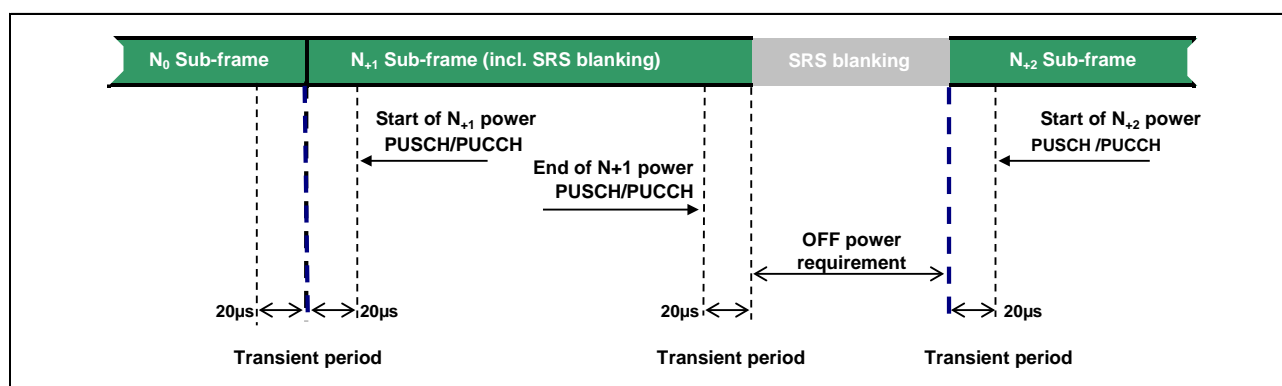 N0 Sub-frame
N+1 Sub-frame (incl. SRS blanking)
SRS blanking
N+2 Sub-frame
Start of N+1 power
PUSCH/PUCCH
Start of N+2 power
PUSCH /PUCCH
End of N+1 power
PUSCH/PUCCH
OFF power
requirement
20µs
20µs
20µs
20µs
Transient period
Transient period
Transient period